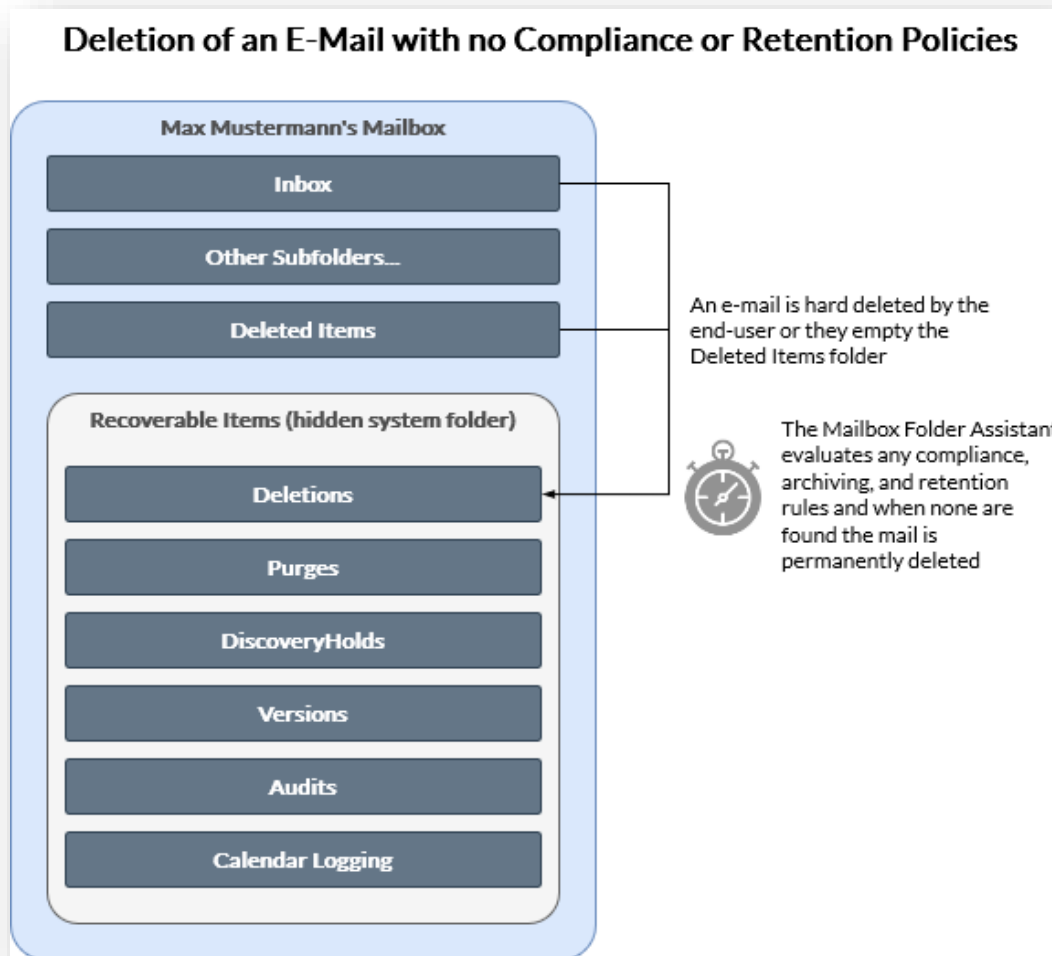 Deletion of an E-Mail with no Compliance or Retention Policies
Max Mustermann's Mailbox
Inbox
Other Subfolders...
Deleted Items
An e-mail is hard deleted by the
end-user or they empty the
Deleted Items folder
Recoverable Items (hidden system folder)
The Mailbox Folder Assistant
evaluates any compliance,
archiving, and retention
rules and when none are
found the mail is
permanently deleted
Deletions
Purges
DiscoveryHolds
Versions
Audits
Calendar Logging